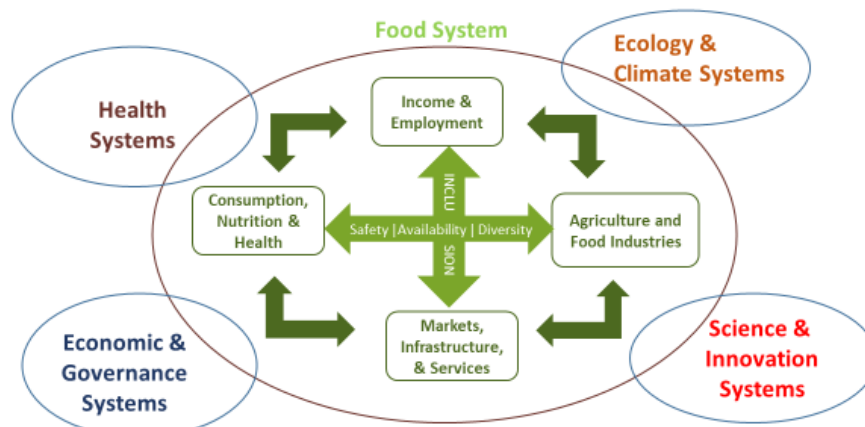 Food System
Ecology &
Climate Systems
Health
Systems
Income &
Employment
Consumption,
Nutrition &
Health
INCLU
Safety |Availability | Diversity
SION
Agriculture and
Food Industries
Markets,
Infrastructure,
& Services
Economic &
Governance
Systems
Science &
Innovation
Systems